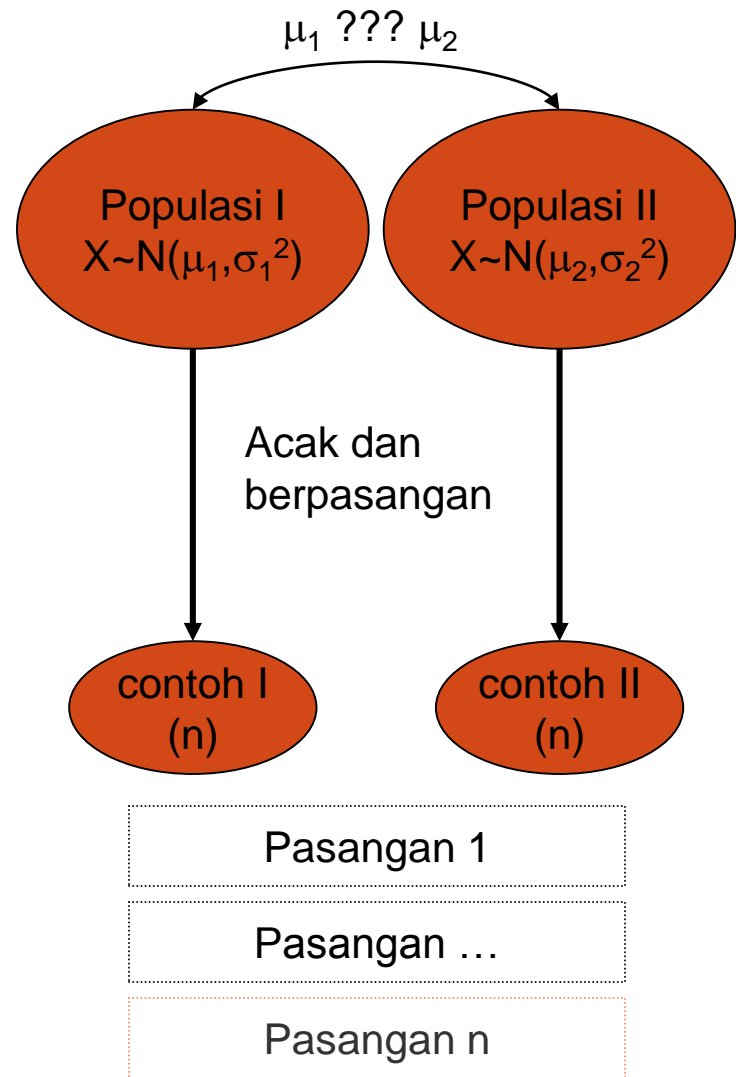 μ₁ ??? μ₂
Populasi I
X~N(μ₁,σ₁²)
Populasi II
X~N(μ₂,σ₂²)
Acak dan
berpasangan
contoh I
(n)
contoh II
(n)
Pasangan 1
Pasangan …
Pasangan n